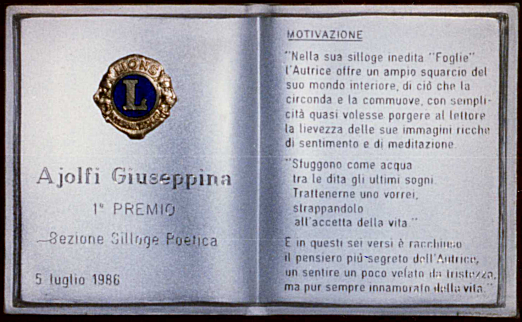 LIONS
L
INTERNATIONAL
Ajolfi Giuseppina
1° PREMIO
Sezione Silloge Poetica
5 luglio 1986
MOTIVAZIONE
"Nella sua silloge inedita "Foglie"
l'Autrice offre un ampio squarcio del
suo mondo interiore, di ciò che la
circonda e la commuove, con sempli-
cità quasi volesse porgere al lettore
la lievezza delle sue immagini ricche
di sentimento e di meditazione.
"Sfuggono come acqua
tra le dita gli ultimi sogni.
Trattenerne uno vorrei,
strappandolo
all'accetta della vita."
E in questi sei versi è racchiuso
il pensiero più segreto dell'Autrice,
un sentire un poco velato da tristezza,
ma pur sempre innamorato della vita."